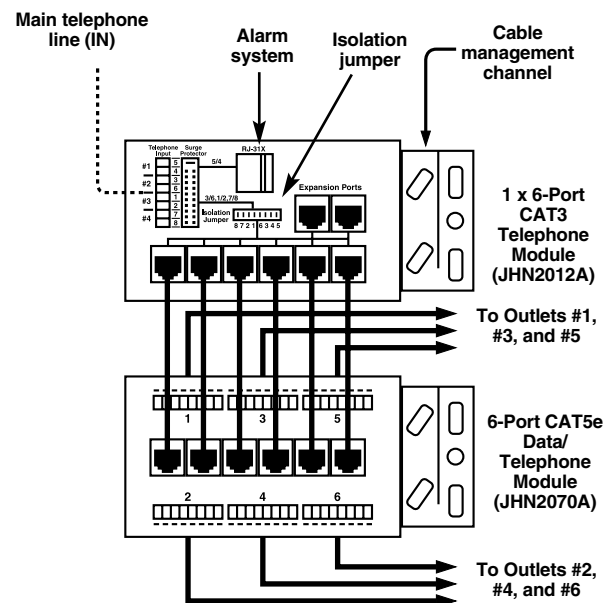 Main telephone
line (IN)
Alarm
system
Isolation
jumper
Cable
management
channel
Telephone
Input
Surge
Protector
RJ-31X
#1
#2
#3
#4
5
4
3
6
1
2
7
8
5/4
3/6,1/2,7/8
Isolation
Jumper
8 7 2 1 6 3 4 5
Expansion Ports
1 x 6-Port
CAT3
Telephone
Module
(JHN2012A)
To Outlets #1,
#3, and #5
1
3
5
6-Port CAT5e
Data/
Telephone
Module
(JHN2070A)
2
4
6
To Outlets #2,
#4, and #6